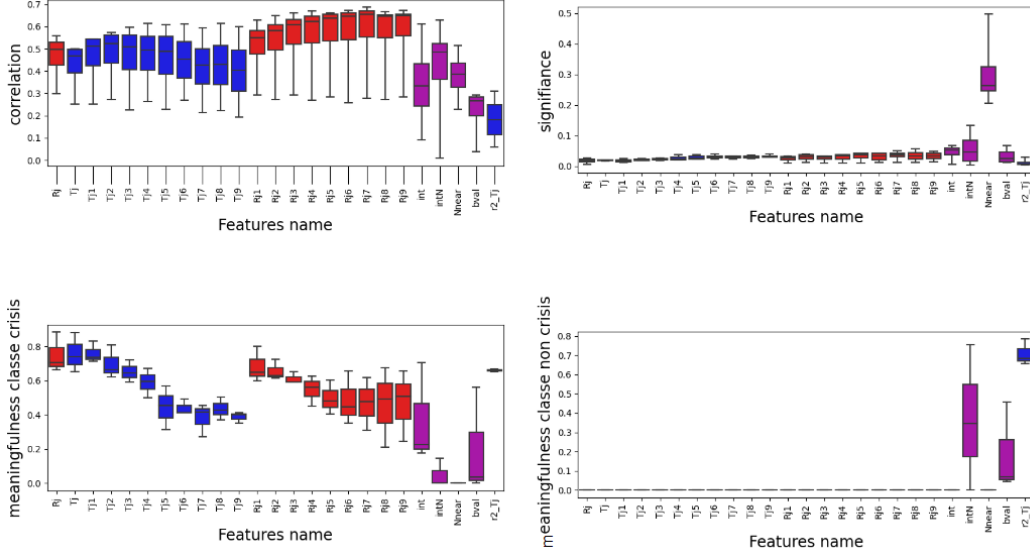 correlation
0.7
0.6
0.5
0.4
0.3
0.2
0.1
0.0
Rj Tj Tj1 Tj2 Tj3 Tj4 Tj5 Tj6 Tj7 Tj8 Tj9 Rj1 Rj2 Rj3 Rj4 Rj5 Rj6 Rj7 Rj8 Rj9 int intN Nnear bval r2_Tj
Features name
signifiance
0.5
0.4
0.3
0.2
0.1
0.0
Rj Tj Tj1 Tj2 Tj3 Tj4 Tj5 Tj6 Tj7 Tj8 Tj9 Rj1 Rj2 Rj3 Rj4 Rj5 Rj6 Rj7 Rj8 Rj9 int intN Nnear bval r2_Tj
Features name
meaningfulness classe crisis
0.8
0.6
0.4
0.2
0.0
Rj Tj Tj1 Tj2 Tj3 Tj4 Tj5 Tj6 Tj7 Tj8 Tj9 Rj1 Rj2 Rj3 Rj4 Rj5 Rj6 Rj7 Rj8 Rj9 int intN Nnear bval r2_Tj
Features name
meaningfulness classe non crisis
0.8
0.7
0.6
0.5
0.4
0.3
0.2
0.1
0.0
Rj Tj Tj1 Tj2 Tj3 Tj4 Tj5 Tj6 Tj7 Tj8 Tj9 Rj1 Rj2 Rj3 Rj4 Rj5 Rj6 Rj7 Rj8 Rj9 int intN Nnear bval r2_Tj
Features name